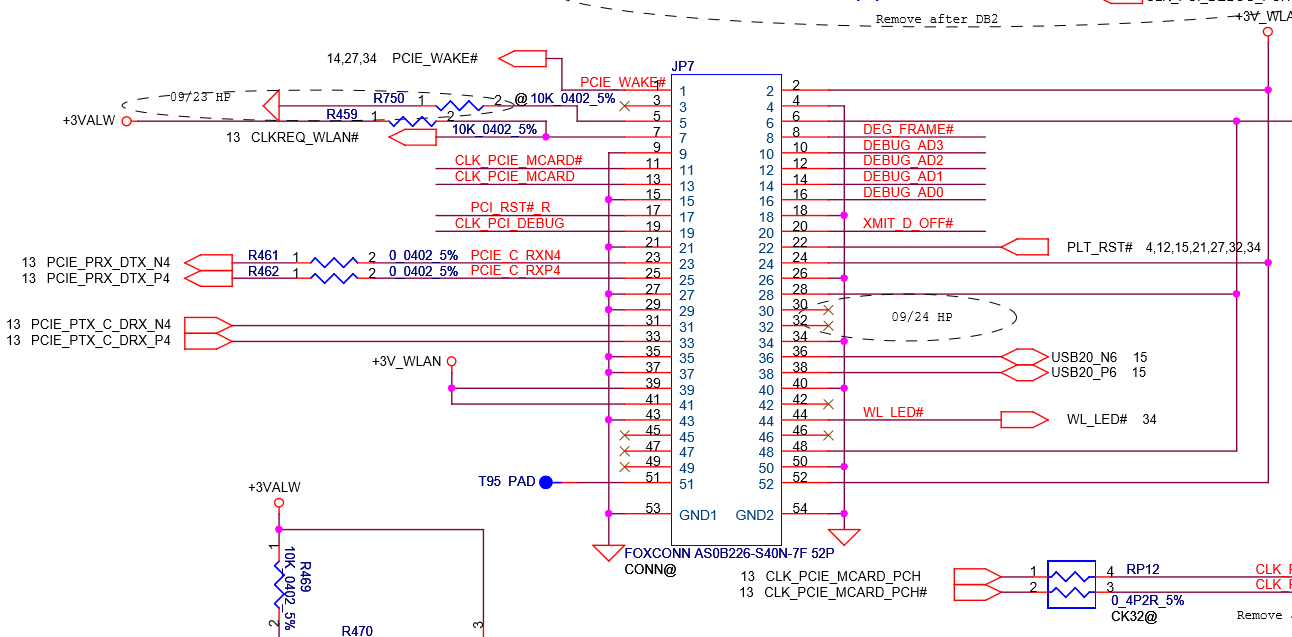 Remove after DB2
14,27,34 PCIE_WAKE#
PCIE_WAKE#
JP7
09/23 HP
R750 1 2 @ 10K_0402_5%
+3VALW
R459 1 2
10K_0402_5%
13 CLKREQ_WLAN#
CLK_PCIE_MCARD#
CLK_PCIE_MCARD
PCI_RST#_R
CLK_PCI_DEBUG
13 PCIE_PRX_DTX_N4 R461 1 2 0_0402_5% PCIE_C_RXN4
13 PCIE_PRX_DTX_P4 R462 1 2 0_0402_5% PCIE_C_RXP4
13 PCIE_PTX_C_DRX_N4
13 PCIE_PTX_C_DRX_P4
+3V_WLAN
T95 PAD
1 1 2 2
3 3 4 4
5 5 6 6
7 7 8 8 DEG_FRAME#
9 9 10 10 DEBUG_AD3
11 11 12 12 DEBUG_AD2
13 13 14 14 DEBUG_AD1
15 15 16 16 DEBUG_AD0
17 17 18 18
19 19 20 20 XMIT_D_OFF#
21 21 22 22 PLT_RST# 4,12,15,21,27,32,34
23 23 24 24
25 25 26 26
27 27 28 28
29 29 30 30
09/24 HP
31 31 32 32
33 33 34 34
35 35 36 36 USB20_N6 15
37 37 38 38 USB20_P6 15
39 39 40 40
41 41 42 42
43 43 44 44 WL_LED# WL_LED# 34
45 45 46 46
47 47 48 48
49 49 50 50
51 51 52 52
53 GND1 GND2 54
FOXCONN AS0B226-S40N-7F 52P
CONN@
+3VALW
1
10K_0402_5%
R469
2
R470
3
13 CLK_PCIE_MCARD_PCH 1 4 RP12
13 CLK_PCIE_MCARD_PCH# 2 3
0_4P2R_5%
CK32@
Remove